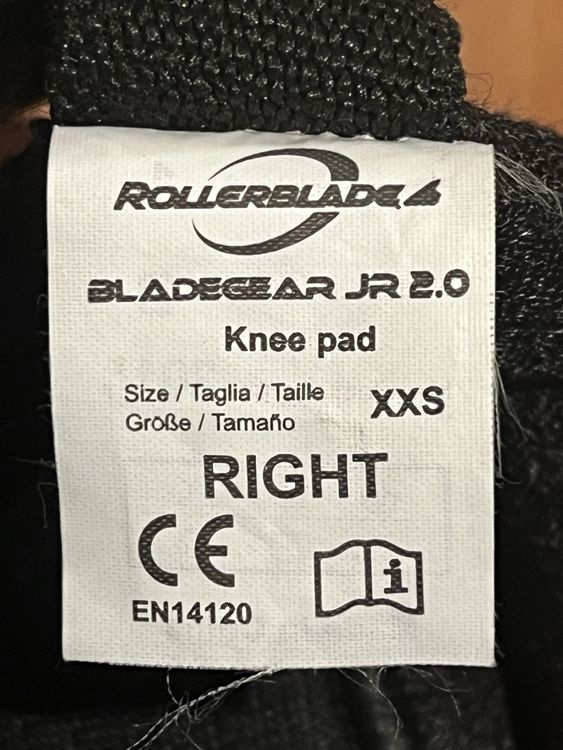 ROLLERBLADE
BLADEGEAR JR 2.0
Knee pad
Size / Taglia / Taille
Größe / Tamaño
XXS
RIGHT
CE
EN14120
i